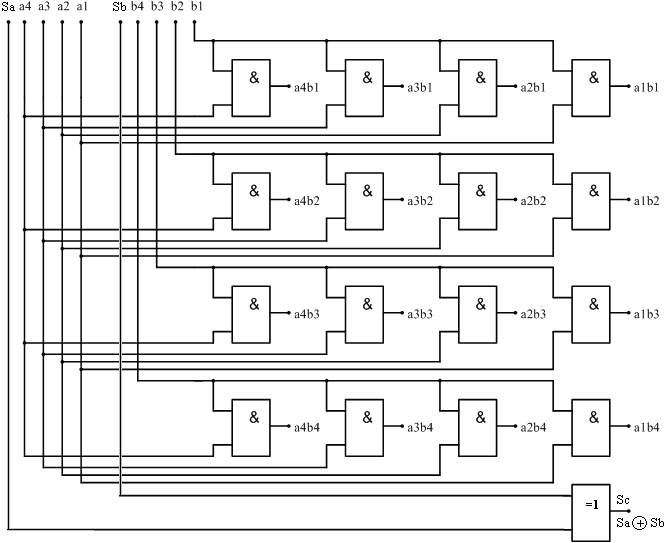 Sa a4 a3 a2 a1 Sb b4 b3 b2 b1
& a4b1 & a3b1 & a2b1 & a1b1
& a4b2 & a3b2 & a2b2 & a1b2
& a4b3 & a3b3 & a2b3 & a1b3
& a4b4 & a3b4 & a2b4 & a1b4
=1 Sc
Sa ⊕ Sb